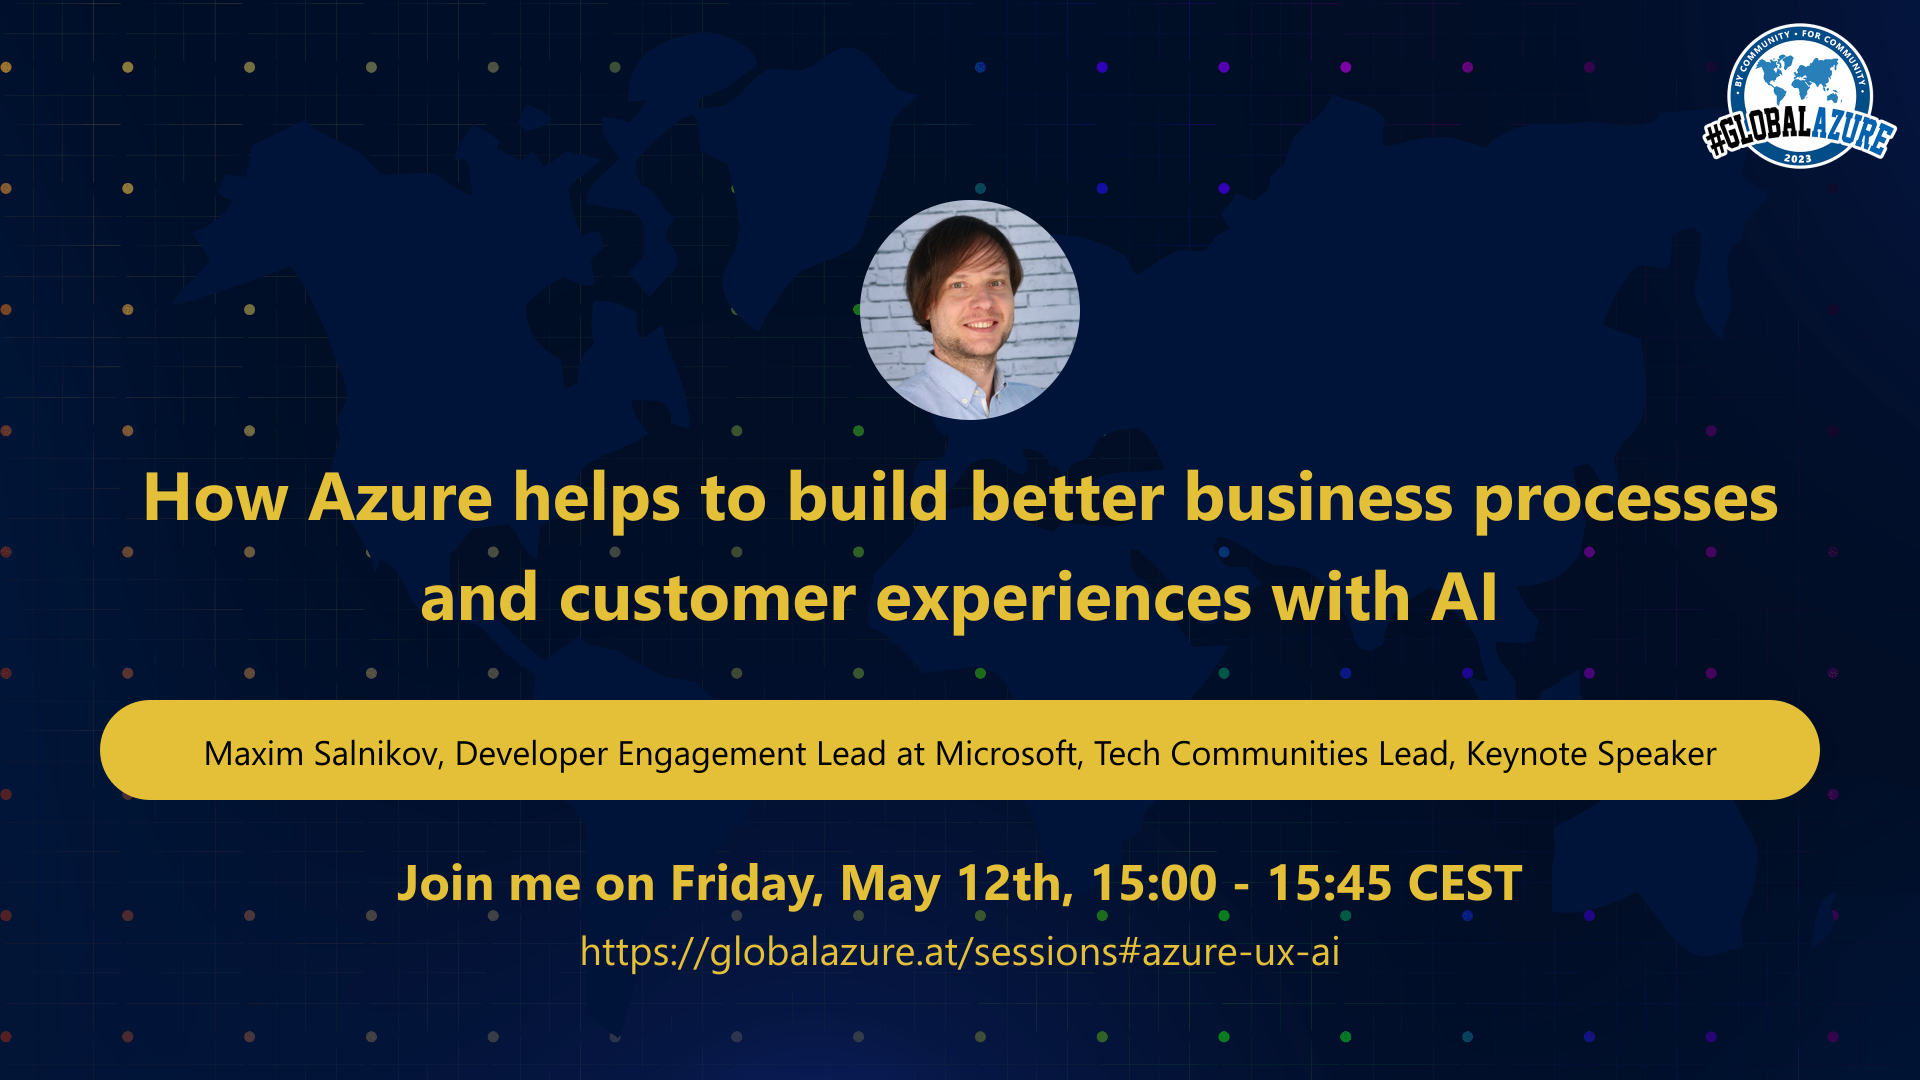 • BY COMMUNITY • FOR COMMUNITY •
#GLOBALAZURE
2023
How Azure helps to build better business processes
and customer experiences with AI
Maxim Salnikov, Developer Engagement Lead at Microsoft, Tech Communities Lead, Keynote Speaker
Join me on Friday, May 12th, 15:00 - 15:45 CEST
https://globalazure.at/sessions#azure-ux-ai